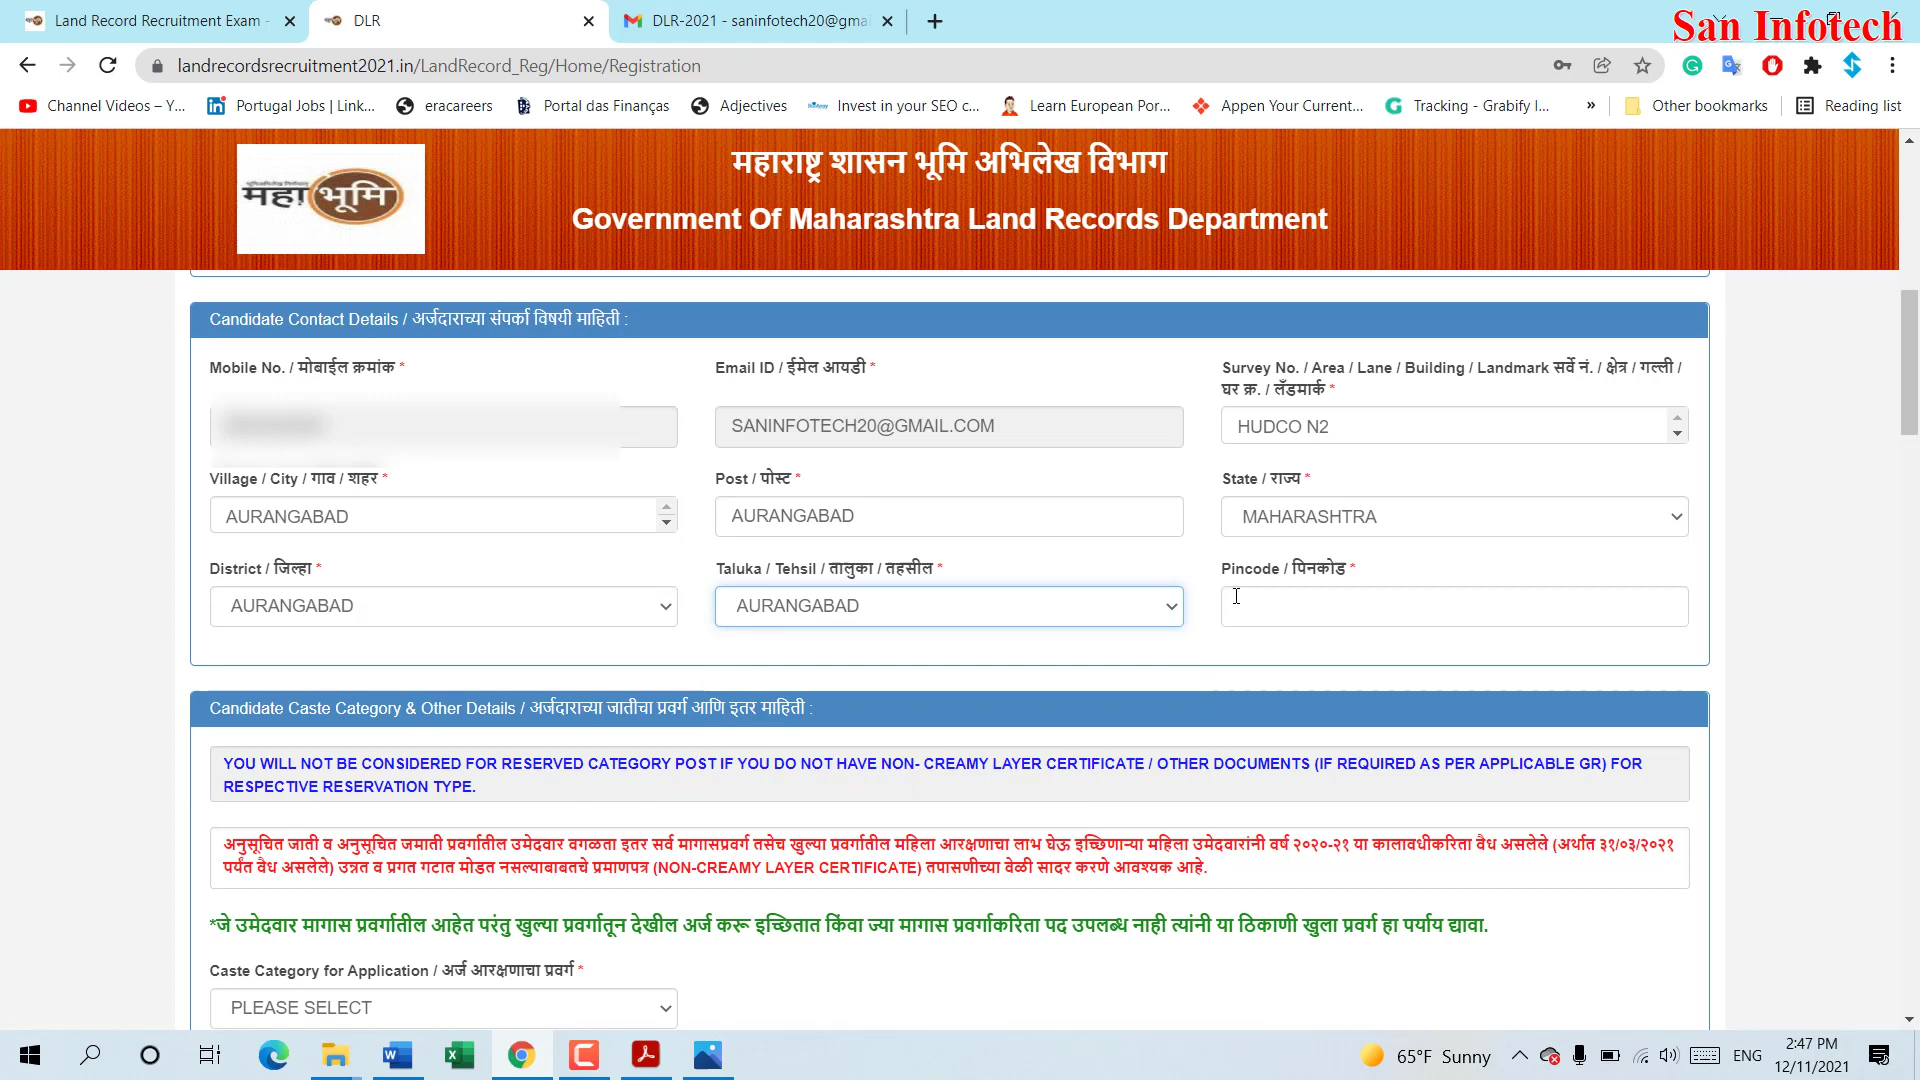 Land Record Recruitment Exam -
DLR
DLR-2021 - saninfotech20@gma
San Infotech
landrecordsrecruitment2021.in/LandRecord_Reg/Home/Registration
Channel Videos – Y...
Portugal Jobs | Link...
eracareers
Portal das Finanças
Adjectives
Invest in your SEO c...
Learn European Por...
Appen Your Current...
Tracking - Grabify I...
»
Other bookmarks
Reading list
महाभूमि
महाराष्ट्र शासन भूमि अभिलेख विभाग
Government Of Maharashtra Land Records Department
Candidate Contact Details / अर्जदाराच्या संपर्का विषयी माहिती :
Mobile No. / मोबाईल क्रमांक *
Email ID / ईमेल आयडी *
Survey No. / Area / Lane / Building / Landmark सर्वे नं. / क्षेत्र / गल्ली /
घर क्र. / लँडमार्क *
SANINFOTECH20@GMAIL.COM
HUDCO N2
Village / City / गाव / शहर *
Post / पोस्ट *
State / राज्य *
AURANGABAD
AURANGABAD
MAHARASHTRA
District / जिल्हा *
Taluka / Tehsil / तालुका / तहसील *
Pincode / पिनकोड *
AURANGABAD
AURANGABAD
Candidate Caste Category & Other Details / अर्जदाराच्या जातीचा प्रवर्ग आणि इतर माहिती :
YOU WILL NOT BE CONSIDERED FOR RESERVED CATEGORY POST IF YOU DO NOT HAVE NON- CREAMY LAYER CERTIFICATE / OTHER DOCUMENTS (IF REQUIRED AS PER APPLICABLE GR) FOR
RESPECTIVE RESERVATION TYPE.
अनुसूचित जाती व अनुसूचित जमाती प्रवर्गातील उमेदवार वगळता इतर सर्व मागासप्रवर्ग तसेच खुल्या प्रवर्गातील महिला आरक्षणाचा लाभ घेऊ इच्छिणाऱ्या महिला उमेदवारांनी वर्ष २०२०-२१ या कालावधीकरिता वैध असलेले (अर्थात ३१/०३/२०२१
पर्यंत वैध असलेले) उन्नत व प्रगत गटात मोडत नसल्याबाबतचे प्रमाणपत्र (NON-CREAMY LAYER CERTIFICATE) तपासणीच्या वेळी सादर करणे आवश्यक आहे.
*जे उमेदवार मागास प्रवर्गातील आहेत परंतु खुल्या प्रवर्गातून देखील अर्ज करू इच्छितात किंवा ज्या मागास प्रवर्गाकरिता पद उपलब्ध नाही त्यांनी या ठिकाणी खुला प्रवर्ग हा पर्याय द्यावा.
Caste Category for Application / अर्ज आरक्षणाचा प्रवर्ग *
PLEASE SELECT
65°F Sunny
ENG
2:47 PM
12/11/2021